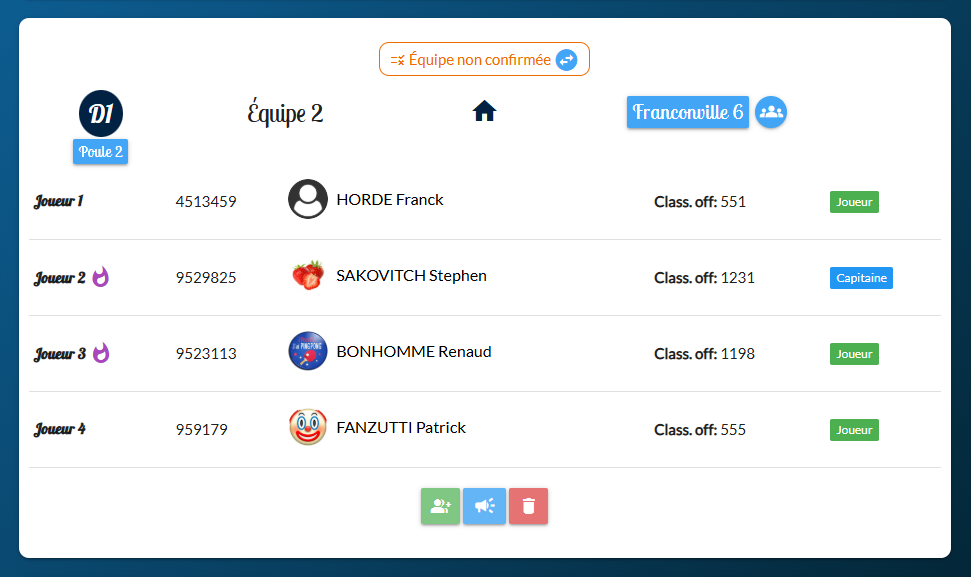 Équipe non confirmée
D1 Équipe 2 Franconville 6
Poule 2
Joueur 1 4513459 HORDE Franck Class. off: 551 Joueur
Joueur 2 9529825 SAKOVITCH Stephen Class. off: 1231 Capitaine
Joueur 3 9523113 BONHOMME Renaud Class. off: 1198 Joueur
Joueur 4 959179 FANZUTTI Patrick Class. off: 555 Joueur